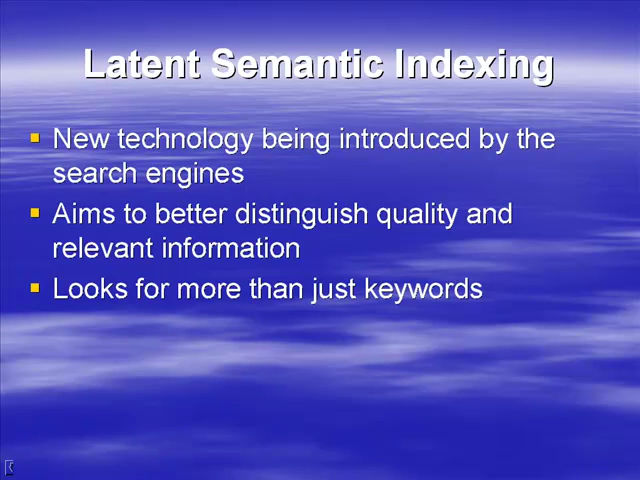 Latent Semantic Indexing
New technology being introduced by the
search engines
Aims to better distinguish quality and
relevant information
Looks for more than just keywords